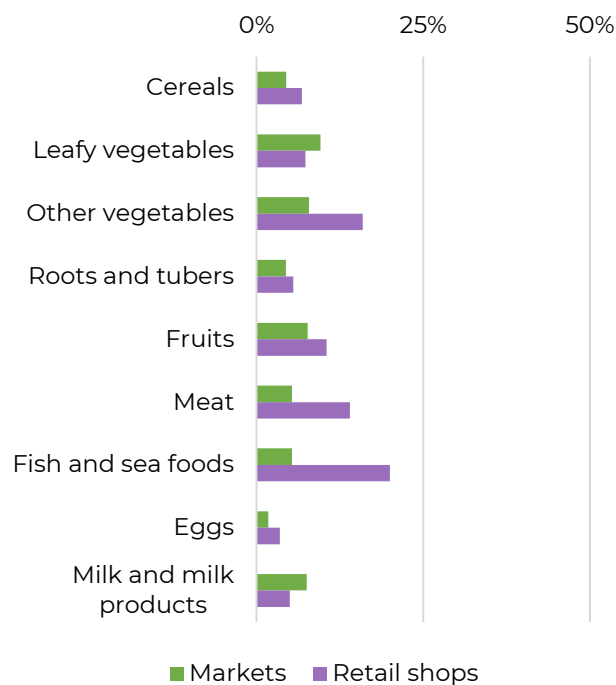 0% 25% 50%
Cereals
Leafy vegetables
Other vegetables
Roots and tubers
Fruits
Meat
Fish and sea foods
Eggs
Milk and milk
products
Markets Retail shops